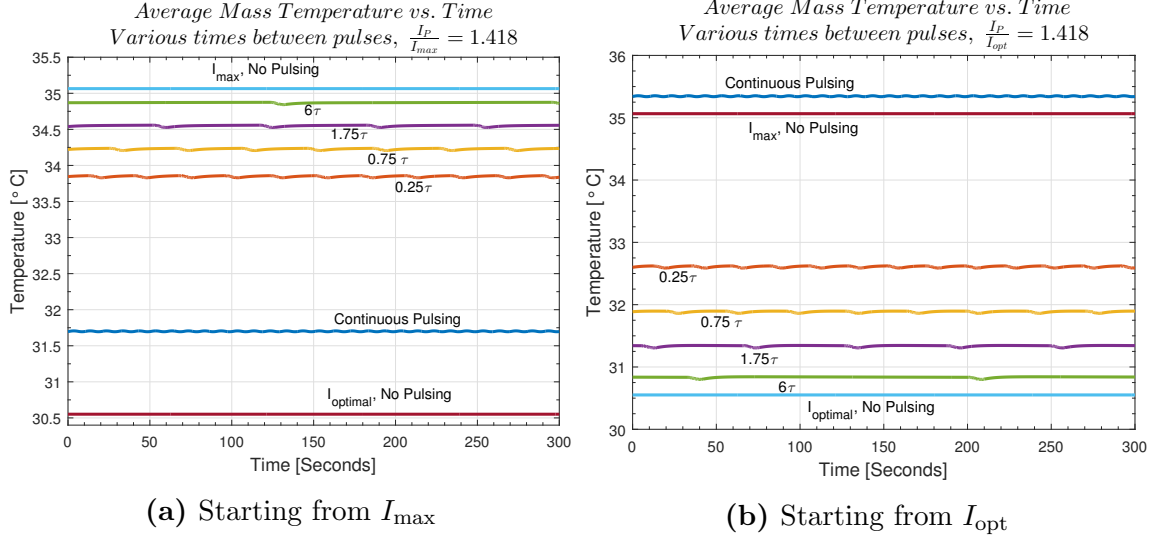 Average Mass Temperature vs. Time
Various times between pulses, I_P/I_max = 1.418
35.5
35
34.5
34
33.5
33
32.5
32
31.5
31
30.5
Temperature [° C]
I_max, No Pulsing
6τ
1.75τ
0.75 τ
0.25τ
Continuous Pulsing
I_optimal, No Pulsing
0 50 100 150 200 250 300
Time [Seconds]
(a) Starting from I_max
Average Mass Temperature vs. Time
Various times between pulses, I_P/I_opt = 1.418
36
35
34
33
32
31
30
Temperature [° C]
Continuous Pulsing
I_max, No Pulsing
0.25τ
0.75 τ
1.75τ
6τ
I_optimal, No Pulsing
0 50 100 150 200 250 300
Time [Seconds]
(b) Starting from I_opt